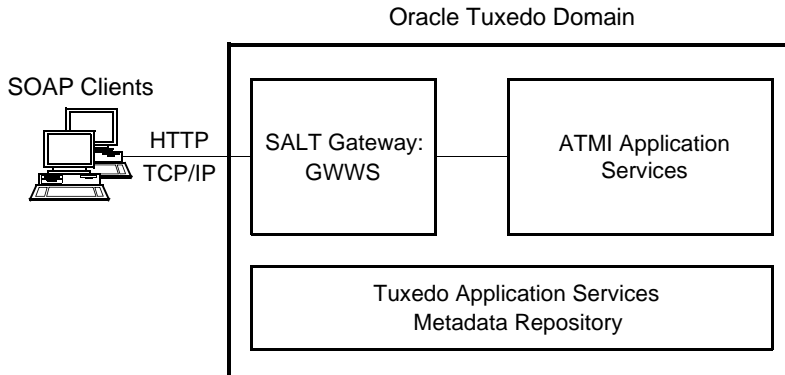 Oracle Tuxedo Domain
SOAP Clients
HTTP
TCP/IP
SALT Gateway:
GWWS
ATMI Application
Services
Tuxedo Application Services
Metadata Repository